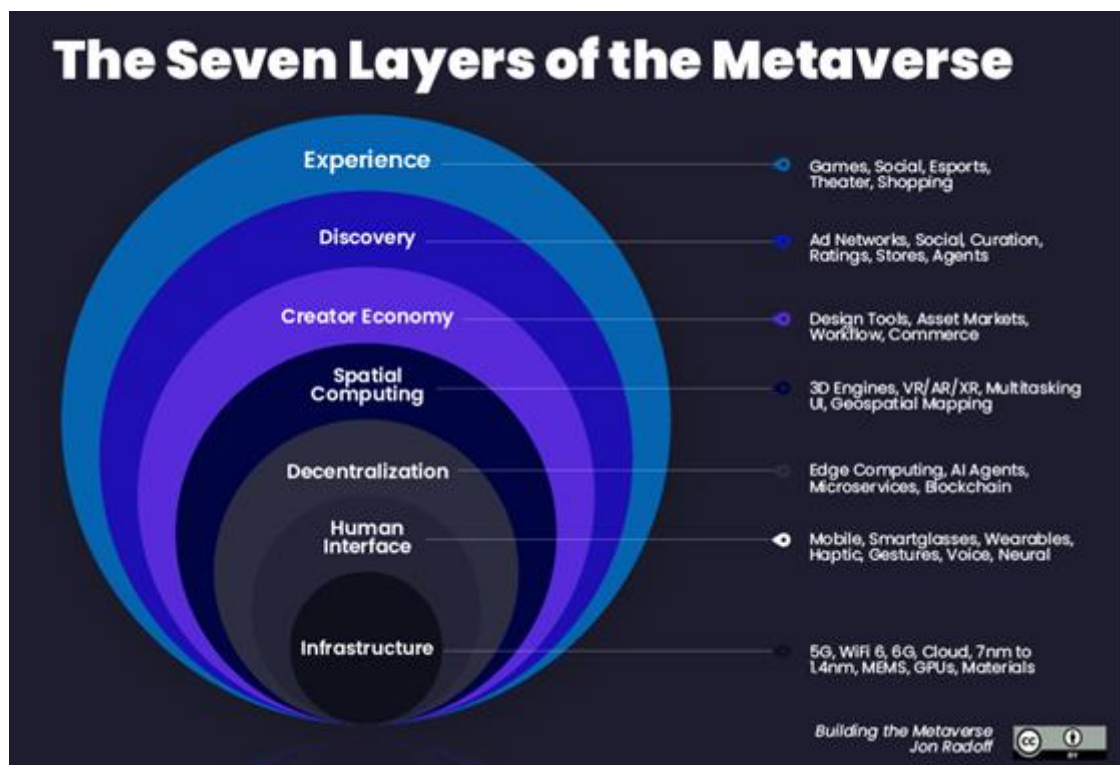 The Seven Layers of the Metaverse
Experience
Games, Social, Esports,
Theater, Shopping
Discovery
Ad Networks, Social, Curation,
Ratings, Stores, Agents
Creator Economy
Design Tools, Asset Markets,
Workflow, Commerce
Spatial
Computing
3D Engines, VR/AR/XR, Multitasking
UI, Geospatial Mapping
Decentralization
Edge Computing, AI Agents,
Microservices, Blockchain
Human
Interface
Mobile, Smartglasses, Wearables,
Haptic, Gestures, Voice, Neural
Infrastructure
5G, WiFi 6, 6G, Cloud, 7nm to
1.4nm, MEMS, GPUs, Materials
Building the Metaverse
Jon Radoff
cc
BY